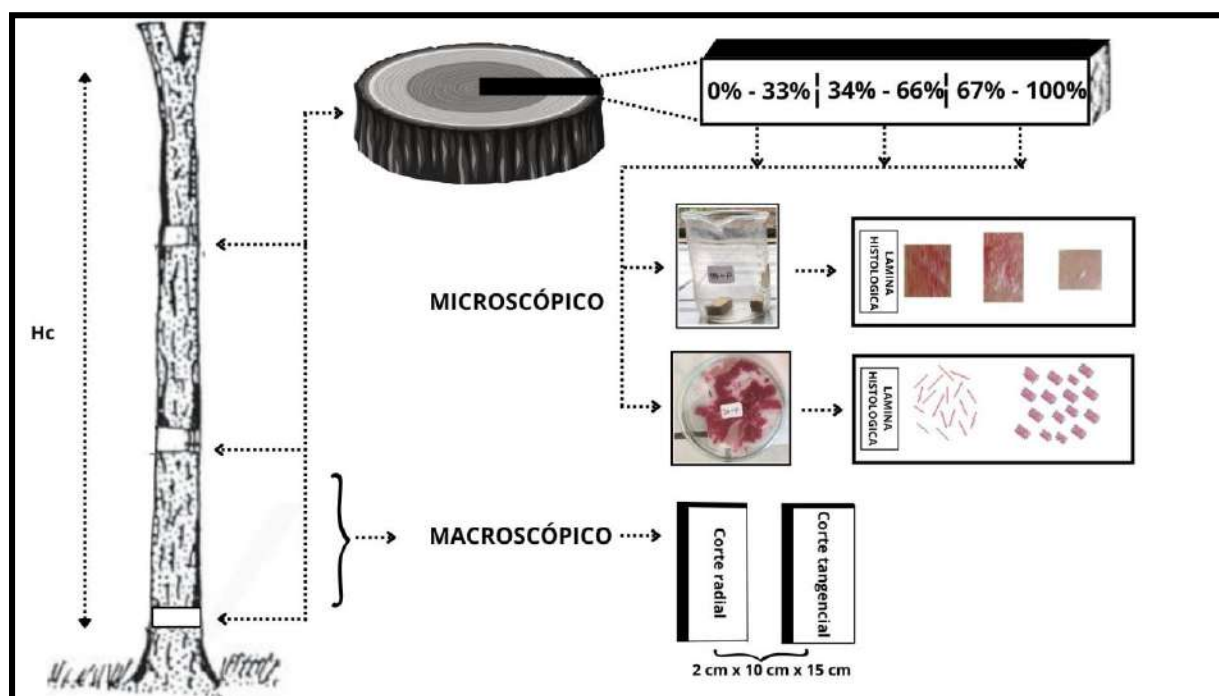 0% - 33% | 34% - 66% | 67% - 100%
Hc
MICROSCÓPICO
LAMINA
HISTOLOGICA
LAMINA
HISTOLOGICA
MACROSCÓPICO
Corte radial
Corte tangencial
2 cm x 10 cm x 15 cm